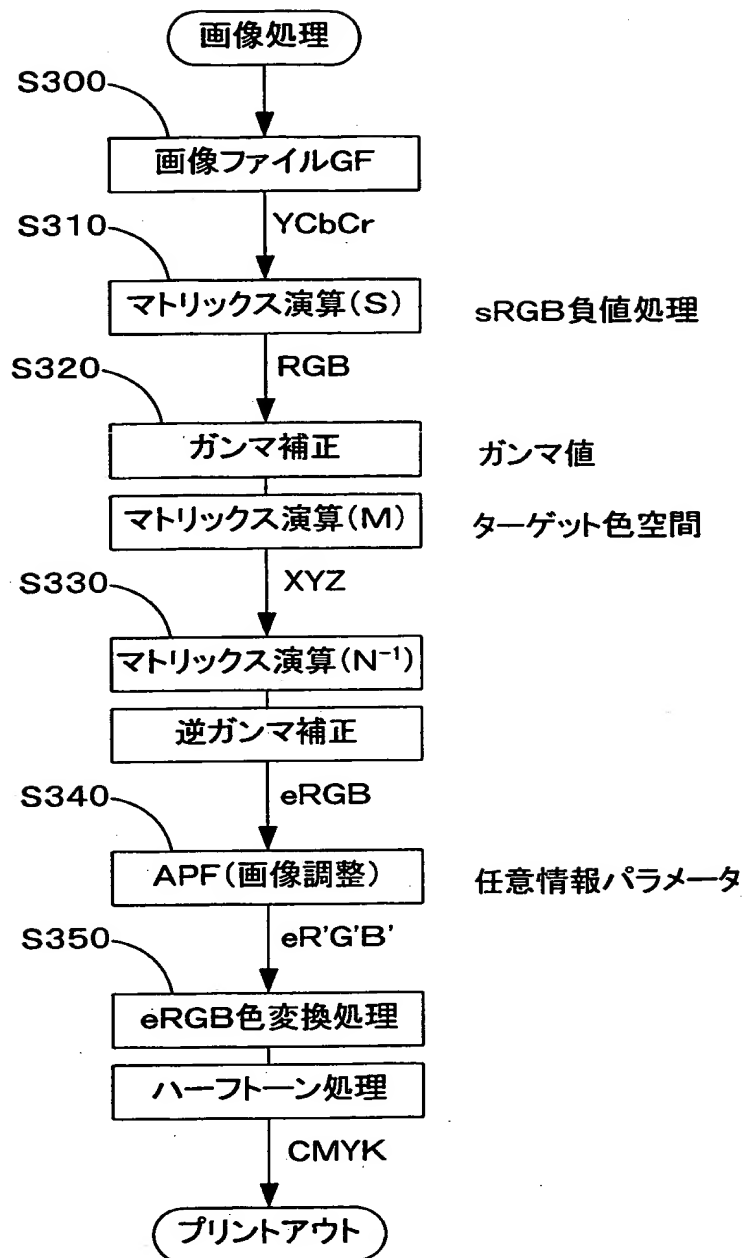 画像処理
S300
画像ファイルGF
YCbCr
S310
マトリックス演算(S) sRGB負値処理
RGB
S320
ガンマ補正 ガンマ値
マトリックス演算(M) ターゲット色空間
XYZ
S330
マトリックス演算(N⁻¹)
逆ガンマ補正
eRGB
S340
APF(画像調整) 任意情報パラメータ
eR'G'B'
S350
eRGB色変換処理
ハーフトーン処理
CMYK
プリントアウト